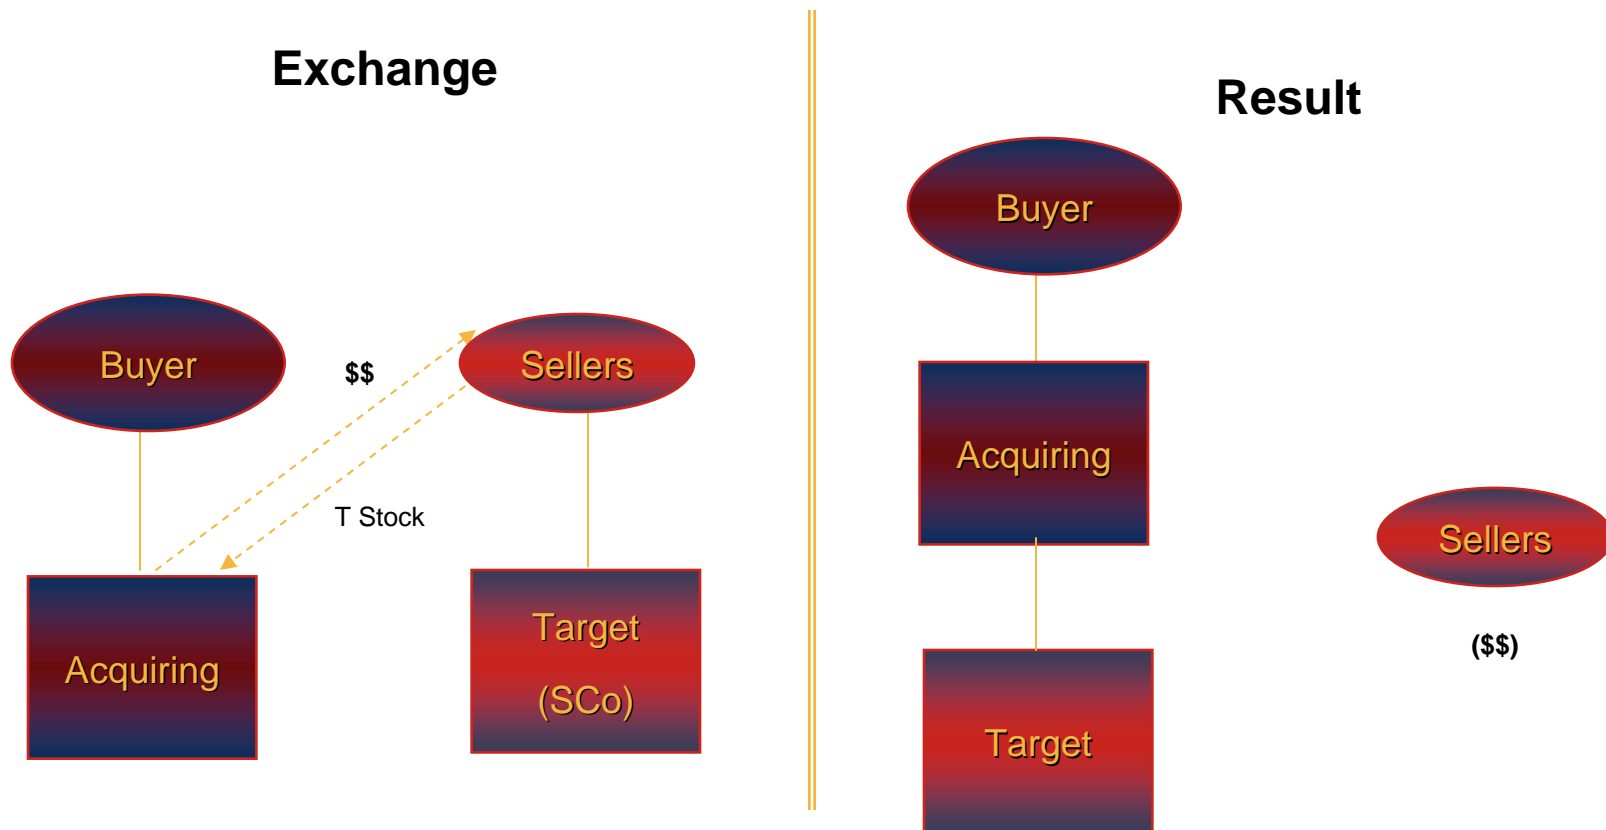 Exchange
Buyer
$$
Sellers
T Stock
Acquiring
Target
(SCo)
Result
Buyer
Acquiring
Sellers
($$)
Target